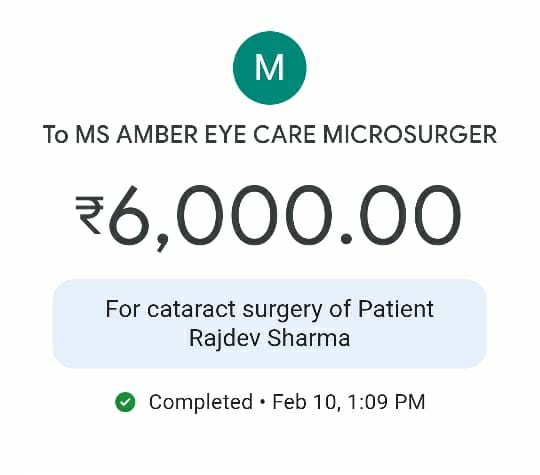 M
To MS AMBER EYE CARE MICROSURGER
₹6,000.00
For cataract surgery of Patient
Rajdev Sharma
Completed • Feb 10, 1:09 PM